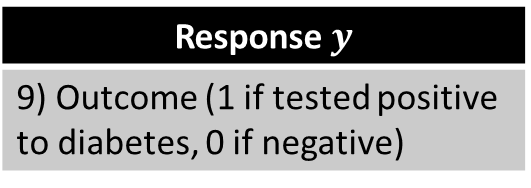 Response y
9) Outcome (1 if tested positive
to diabetes, 0 if negative)